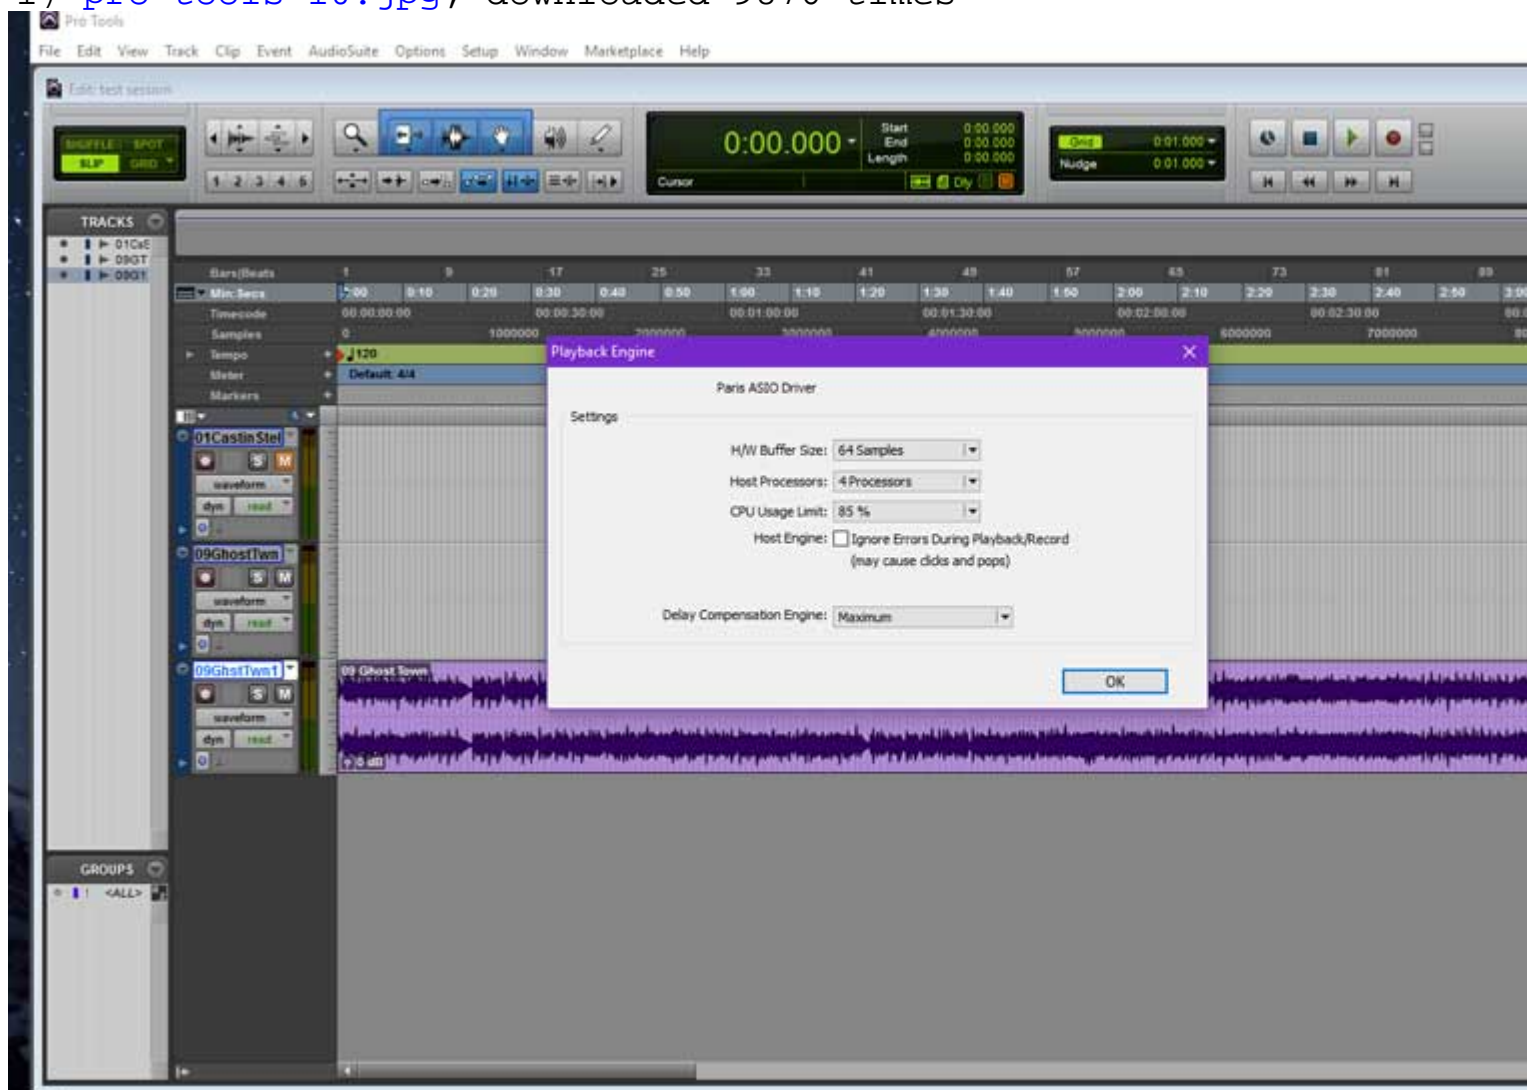 Pro Tools
File Edit View Track Clip Event AudioSuite Options Setup Window Marketplace Help
Edit: test session
SHUFFLE SPOT
SLIP GRID
1 2 3 4 5
0:00.000
Start 0:00.000
End 0:00.000
Length 0:00.000
Cursor
Dly
Grid 0:01.000
Nudge 0:01.000
TRACKS
01CsS
09GT
09G1
Bars|Beats 1 9 17 25 33 41 49 57 65 73 81 89
Min:Secs 0:00 0:10 0:20 0:30 0:40 0:50 1:00 1:10 1:20 1:30 1:40 1:50 2:00 2:10 2:20 2:30 2:40 2:50
Timecode 00:00:00:00 00:00:30:00 00:01:00:00 00:01:30:00 00:02:00:00 00:02:30:00
Samples 0 1000000 2000000 3000000 4000000 5000000 6000000 7000000
Tempo 120
Meter Default: 4/4
Markers
Playback Engine
Paris ASIO Driver
Settings
H/W Buffer Size: 64 Samples
Host Processors: 4 Processors
CPU Usage Limit: 85 %
Host Engine: Ignore Errors During Playback/Record
(may cause clicks and pops)
Delay Compensation Engine: Maximum
OK
01CastinStel
S M
waveform
dyn read
09GhostTwn
S M
waveform
dyn read
09GhstTwn1
S M
waveform
dyn read
09 Ghost Town
0 dB
GROUPS
! <ALL>